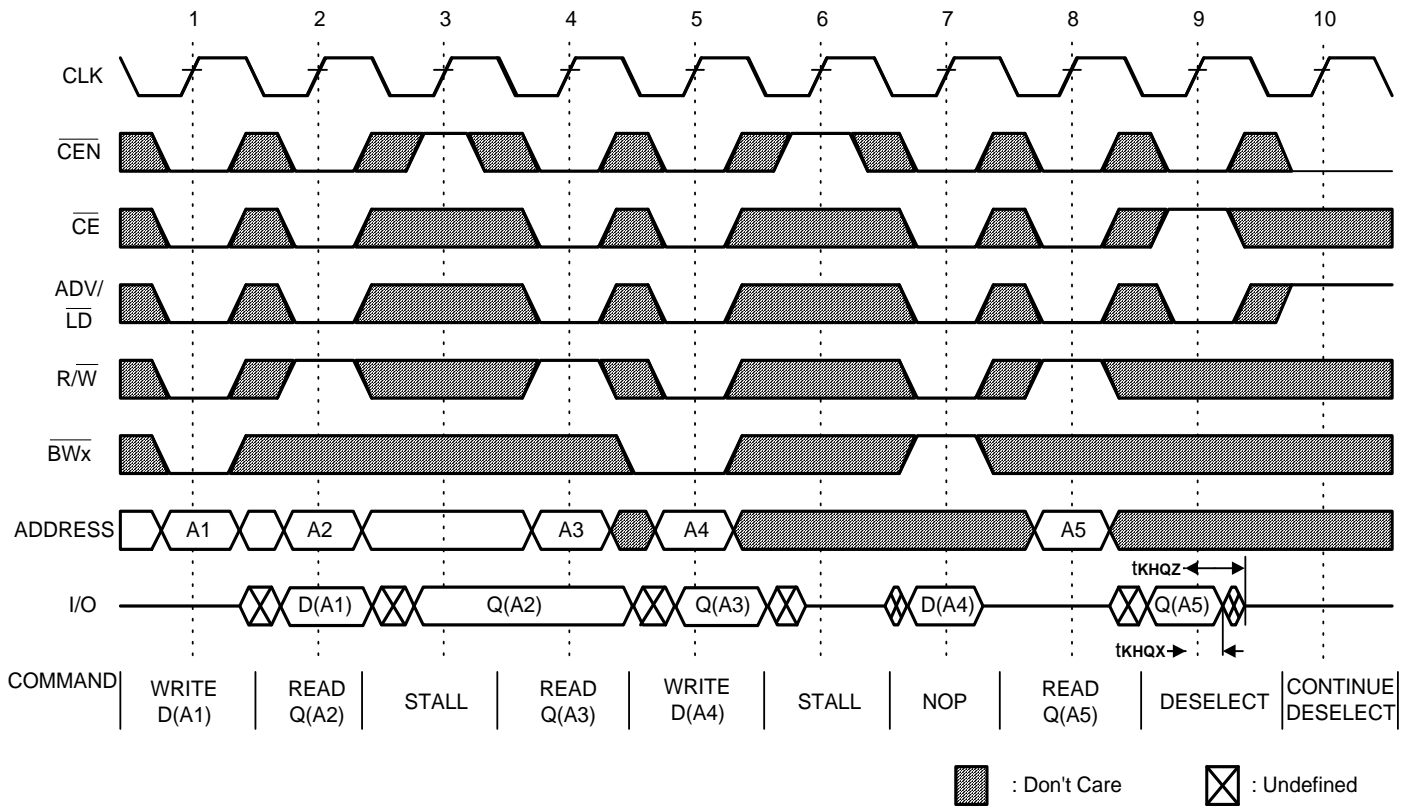 1 2 3 4 5 6 7 8 9 10
CLK
CEN
CE
ADV/
LD
R/W
BWx
ADDRESS A1 A2 A3 A4 A5
tKHQZ
I/O D(A1) Q(A2) Q(A3) D(A4) Q(A5)
tKHQX
COMMAND
WRITE
D(A1)
READ
Q(A2)
STALL
READ
Q(A3)
WRITE
D(A4)
STALL
NOP
READ
Q(A5)
DESELECT
CONTINUE
DESELECT
: Don't Care : Undefined